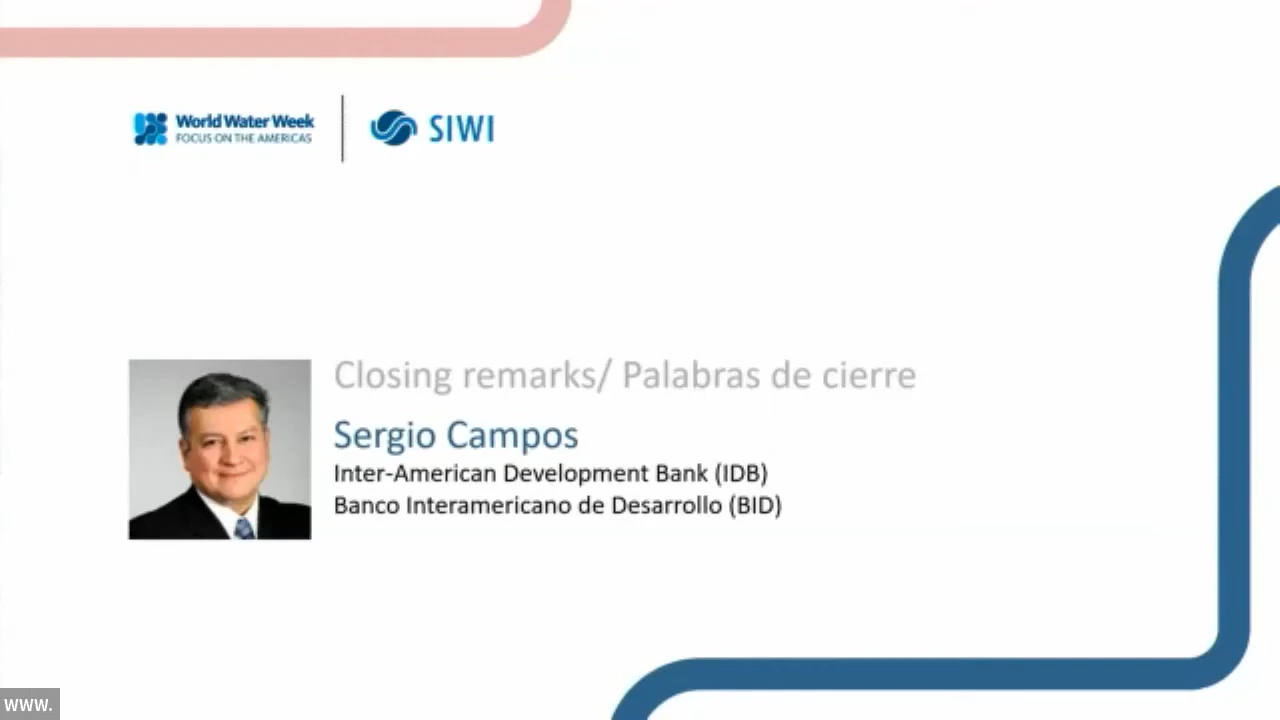 World Water Week
FOCUS ON THE AMERICAS
SIWI
Closing remarks/ Palabras de cierre
Sergio Campos
Inter-American Development Bank (IDB)
Banco Interamericano de Desarrollo (BID)
www.